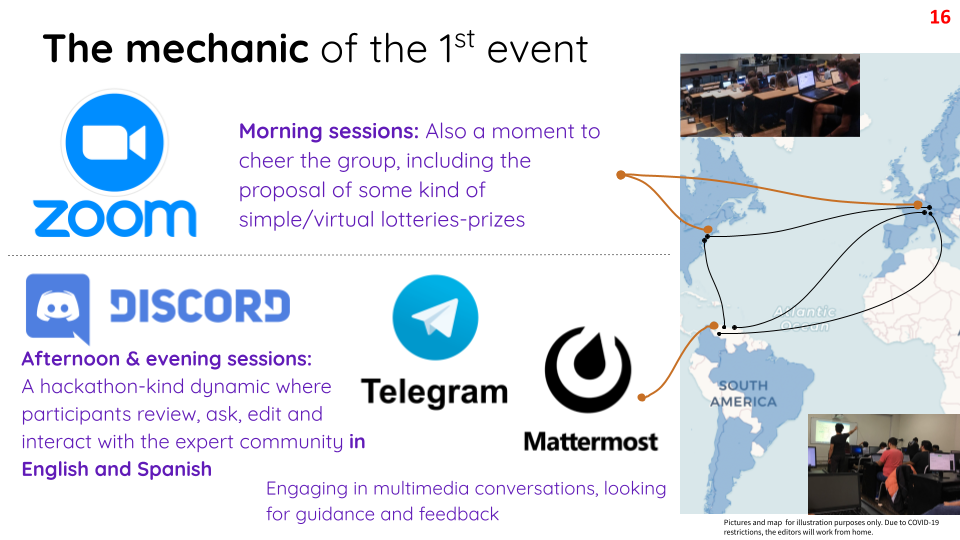 16
The mechanic of the 1st event
zoom
Morning sessions: Also a moment to
cheer the group, including the
proposal of some kind of
simple/virtual lotteries-prizes
DISCORD
Afternoon & evening sessions:
A hackathon-kind dynamic where
participants review, ask, edit and
interact with the expert community in
English and Spanish
Telegram
Mattermost
Engaging in multimedia conversations, looking
for guidance and feedback
Atlantic
Ocean
SOUTH
AMERICA
Pictures and map for illustration purposes only. Due to COVID-19
restrictions, the editors will work from home.